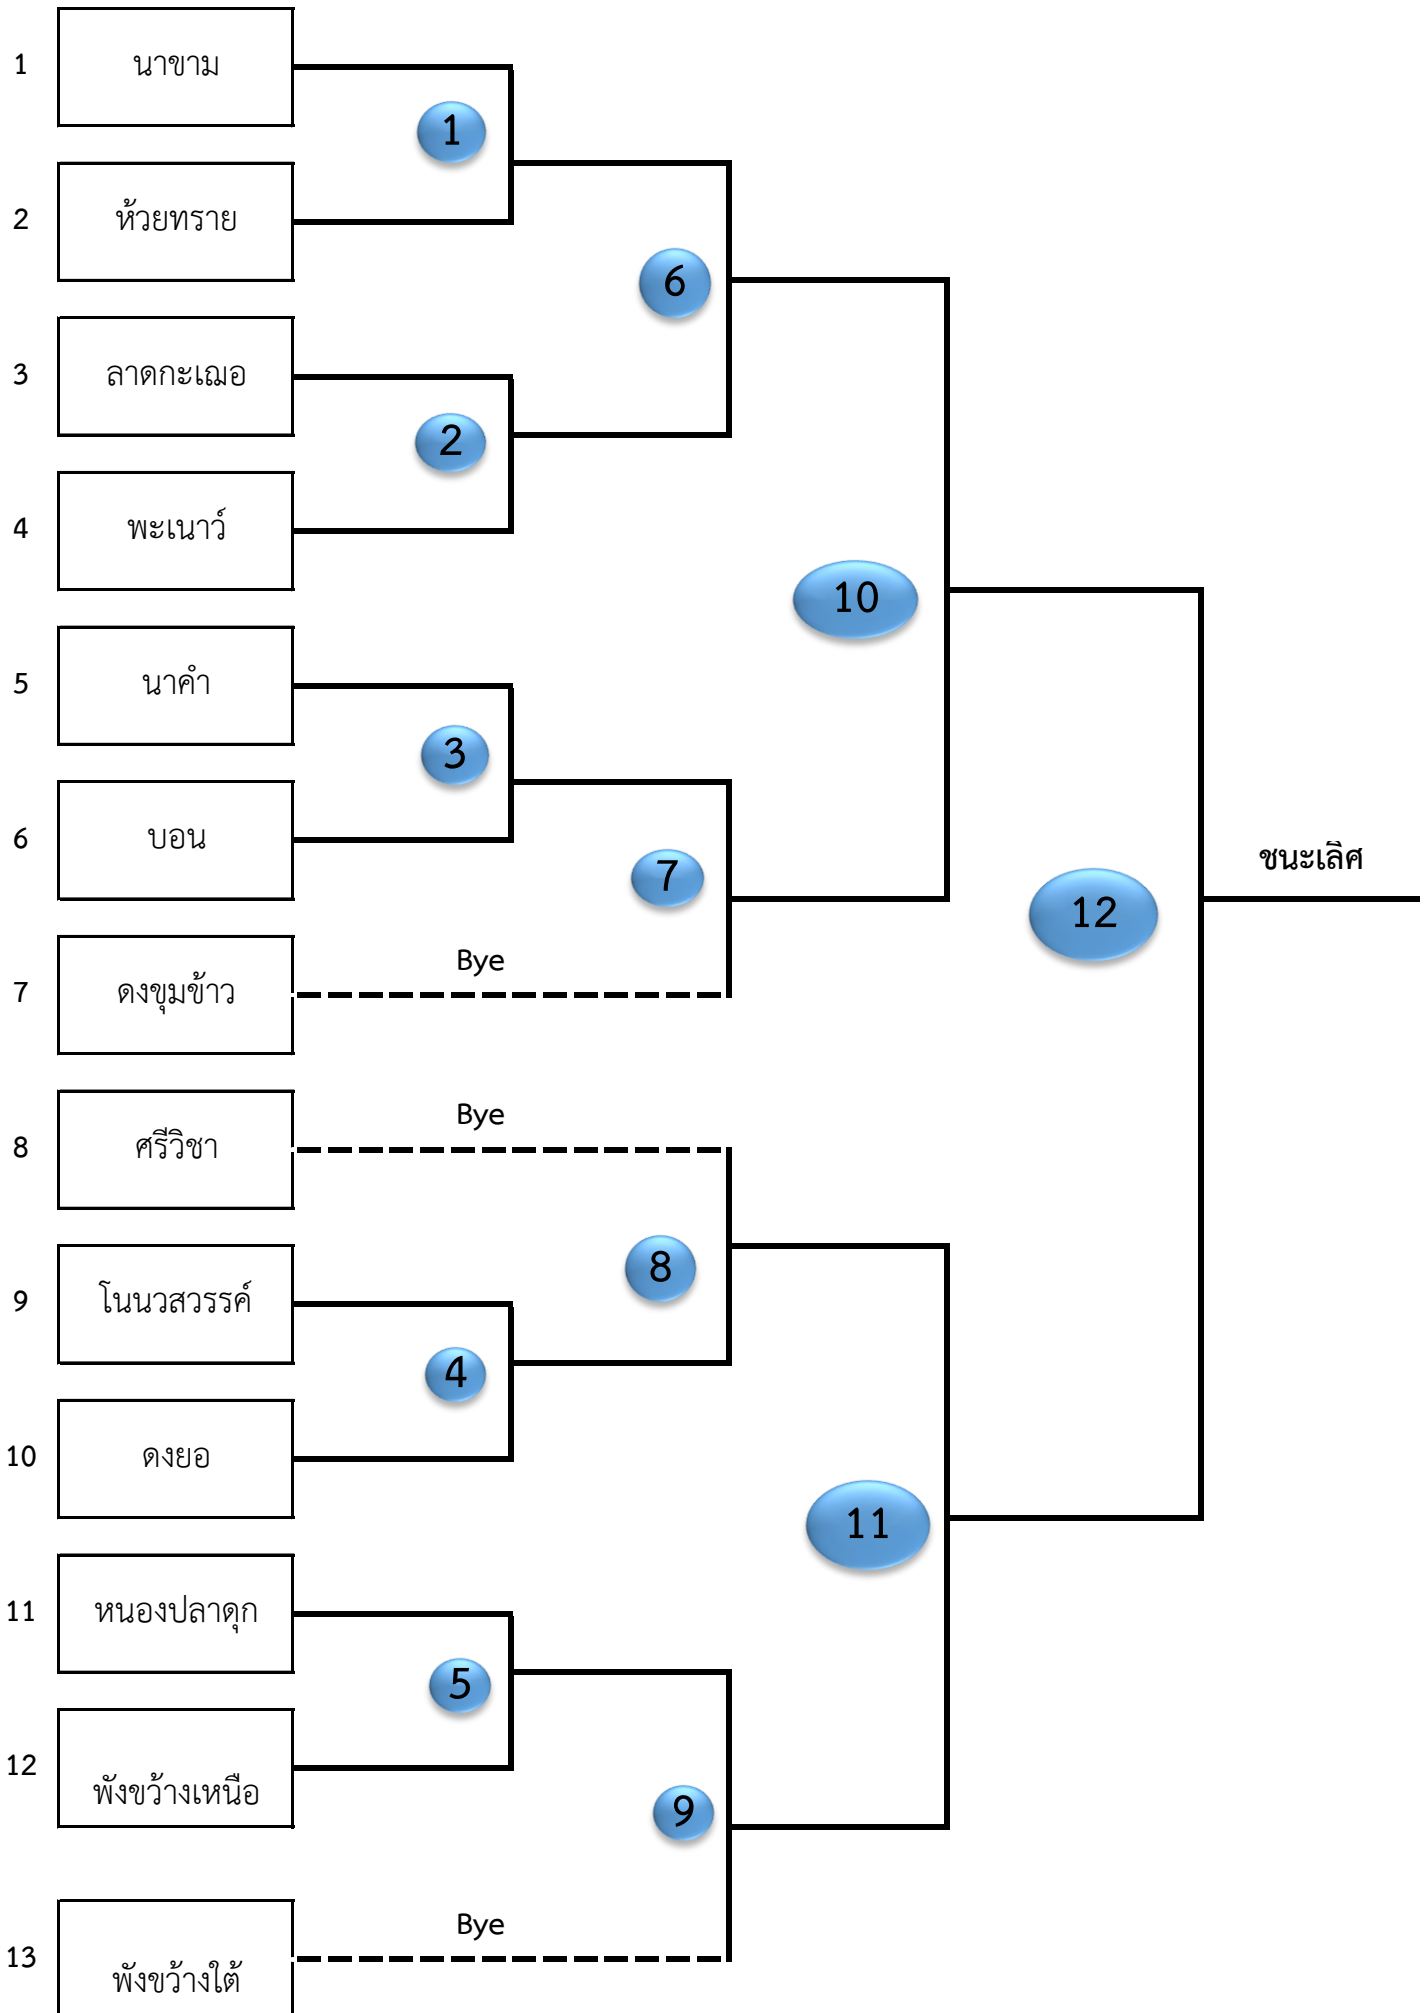 1 นาขาม
1
2 ห้วยทราย
6
3 ลาดกะเฌอ
2
4 พะเนาว์
10
5 นาคำ
3
6 บอน
ชนะเลิศ
7
12
Bye
7 ดงขุมข้าว
Bye
8 ศรีวิชา
8
9 โนนวสวรรค์
4
10 ดงยอ
11
11 หนองปลาดุก
5
12 พังขว้างเหนือ
9
Bye
13 พังขว้างใต้